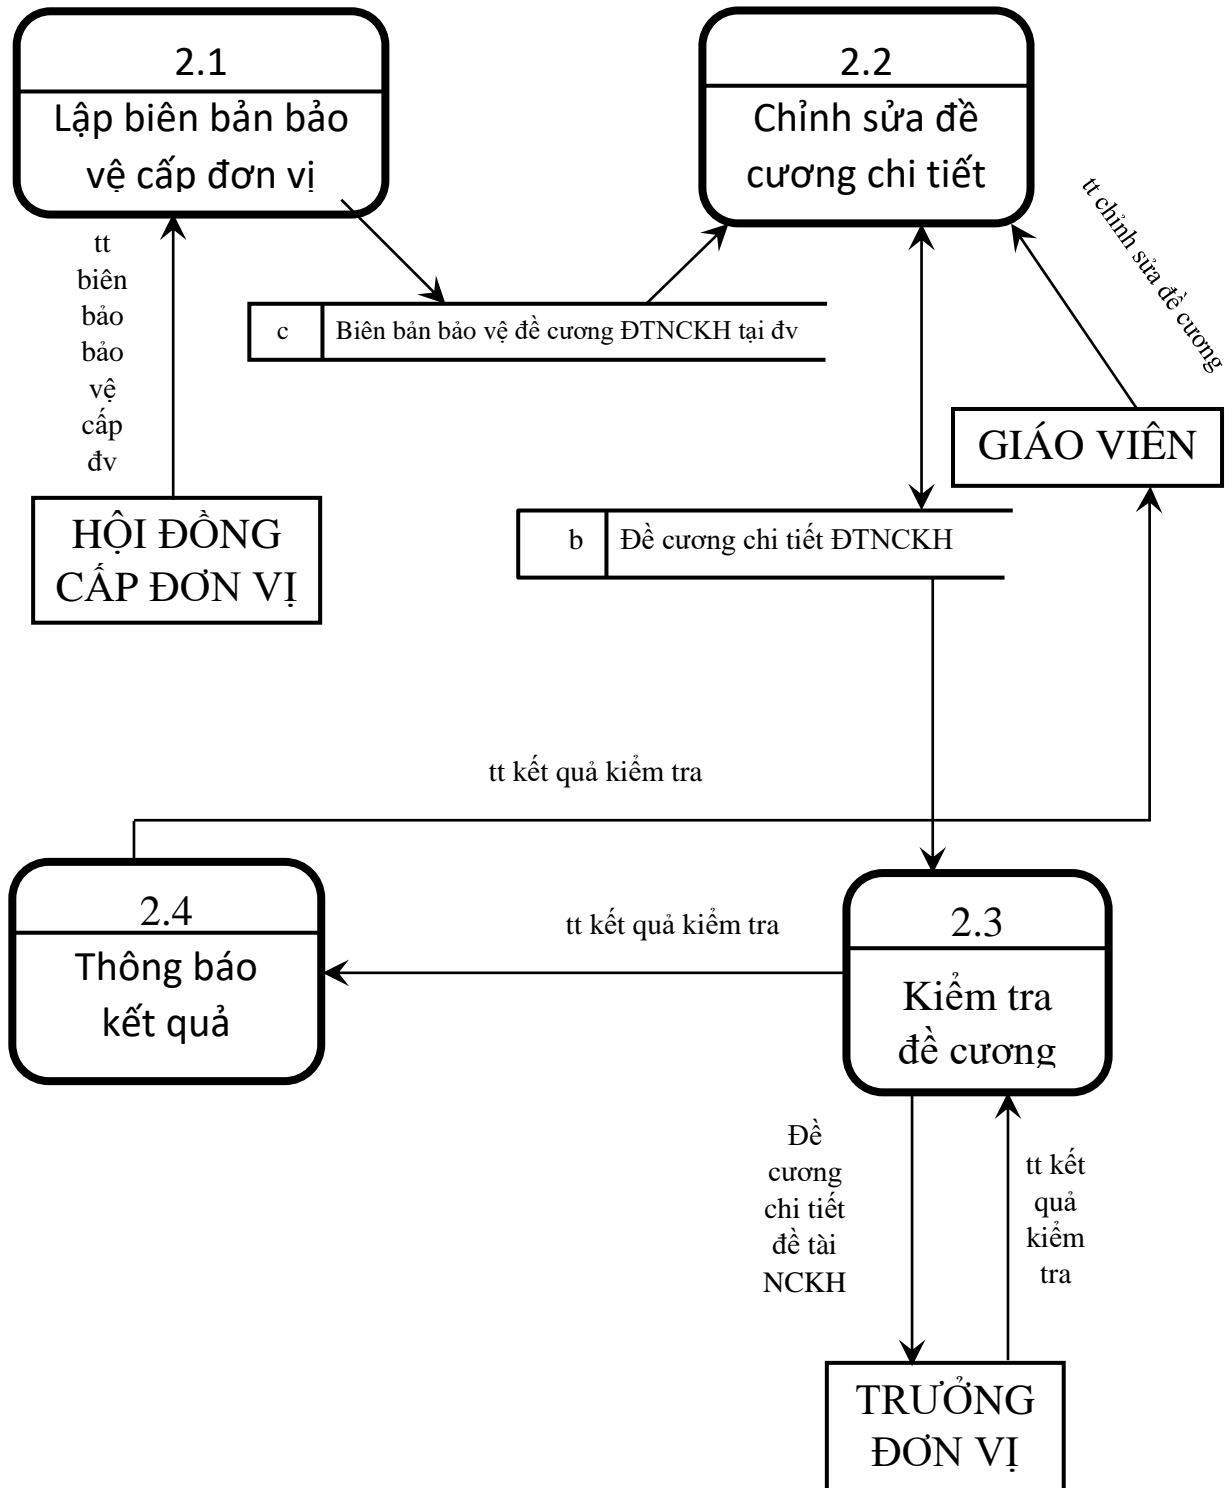 2.1
Lập biên bản bảo
vệ cấp đơn vị
2.2
Chỉnh sửa đề
cương chi tiết
tt
biên
bảo
bảo
vệ
cấp
đv
tt chỉnh sửa đề cương
c
Biên bản bảo vệ đề cương ĐTNCKH tại đv
GIÁO VIÊN
HỘI ĐỒNG
CẤP ĐƠN VỊ
b
Đề cương chi tiết ĐTNCKH
tt kết quả kiểm tra
2.4
Thông báo
kết quả
tt kết quả kiểm tra
2.3
Kiểm tra
đề cương
Đề
cương
chi tiết
đề tài
NCKH
tt kết
quả
kiểm
tra
TRƯỞNG
ĐƠN VỊ